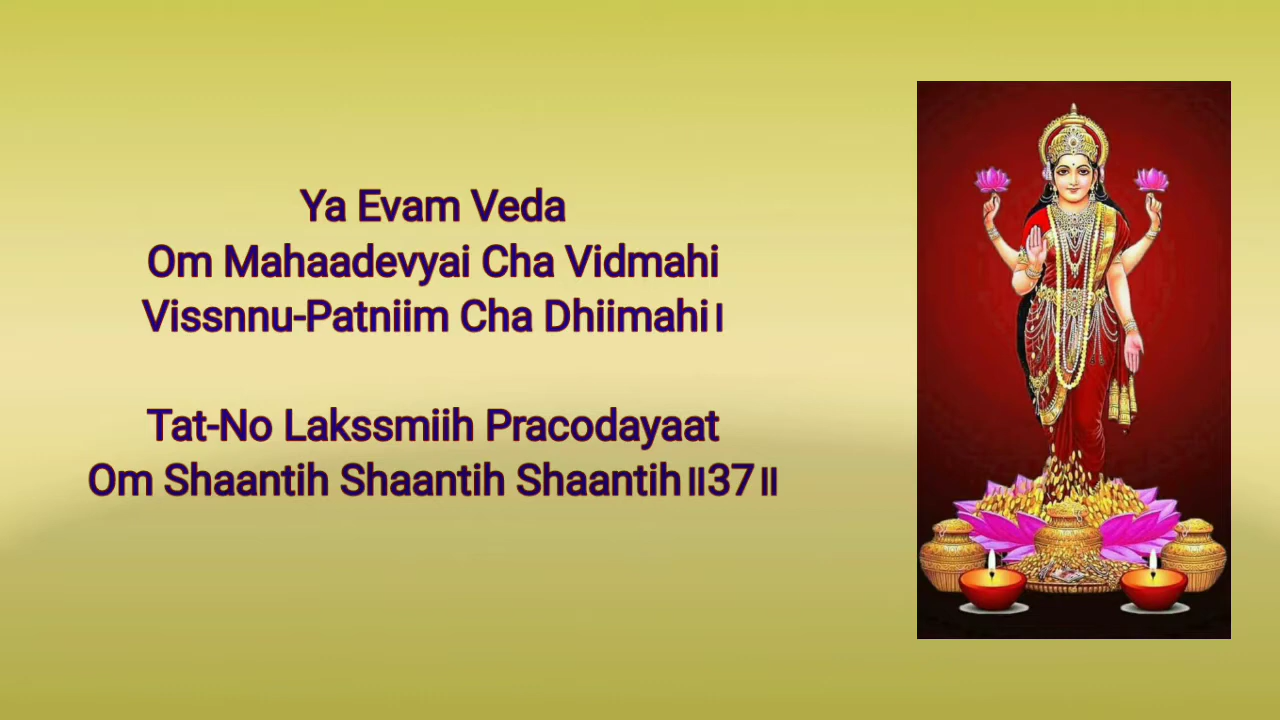 Ya Evam Veda
Om Mahaadevyai Cha Vidmahi
Vissnnu-Patniim Cha Dhiimahi।
Tat-No Lakssmiih Pracodayaat
Om Shaantih Shaantih Shaantih॥37॥